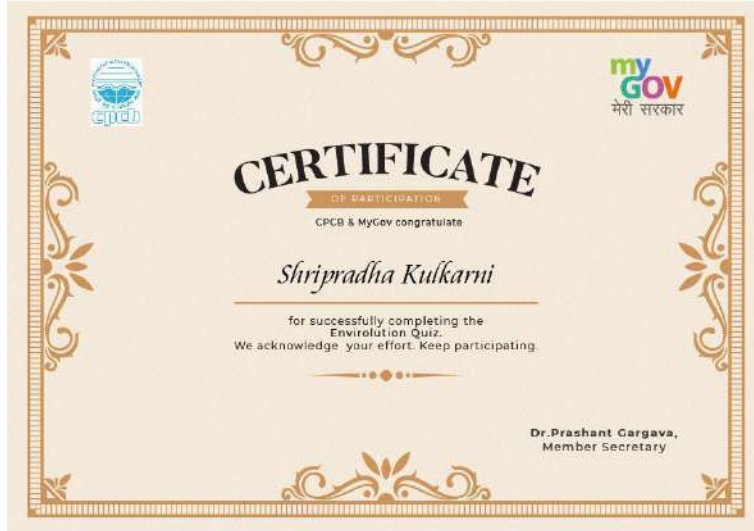 cpcb
my
GOV
मेरी सरकार
CERTIFICATE
OF PARTICIPATION
CPCB & MyGov congratulate
Shripradha Kulkarni
for successfully completing the
Envirolution Quiz.
We acknowledge your effort. Keep participating.
Dr.Prashant Gargava,
Member Secretary